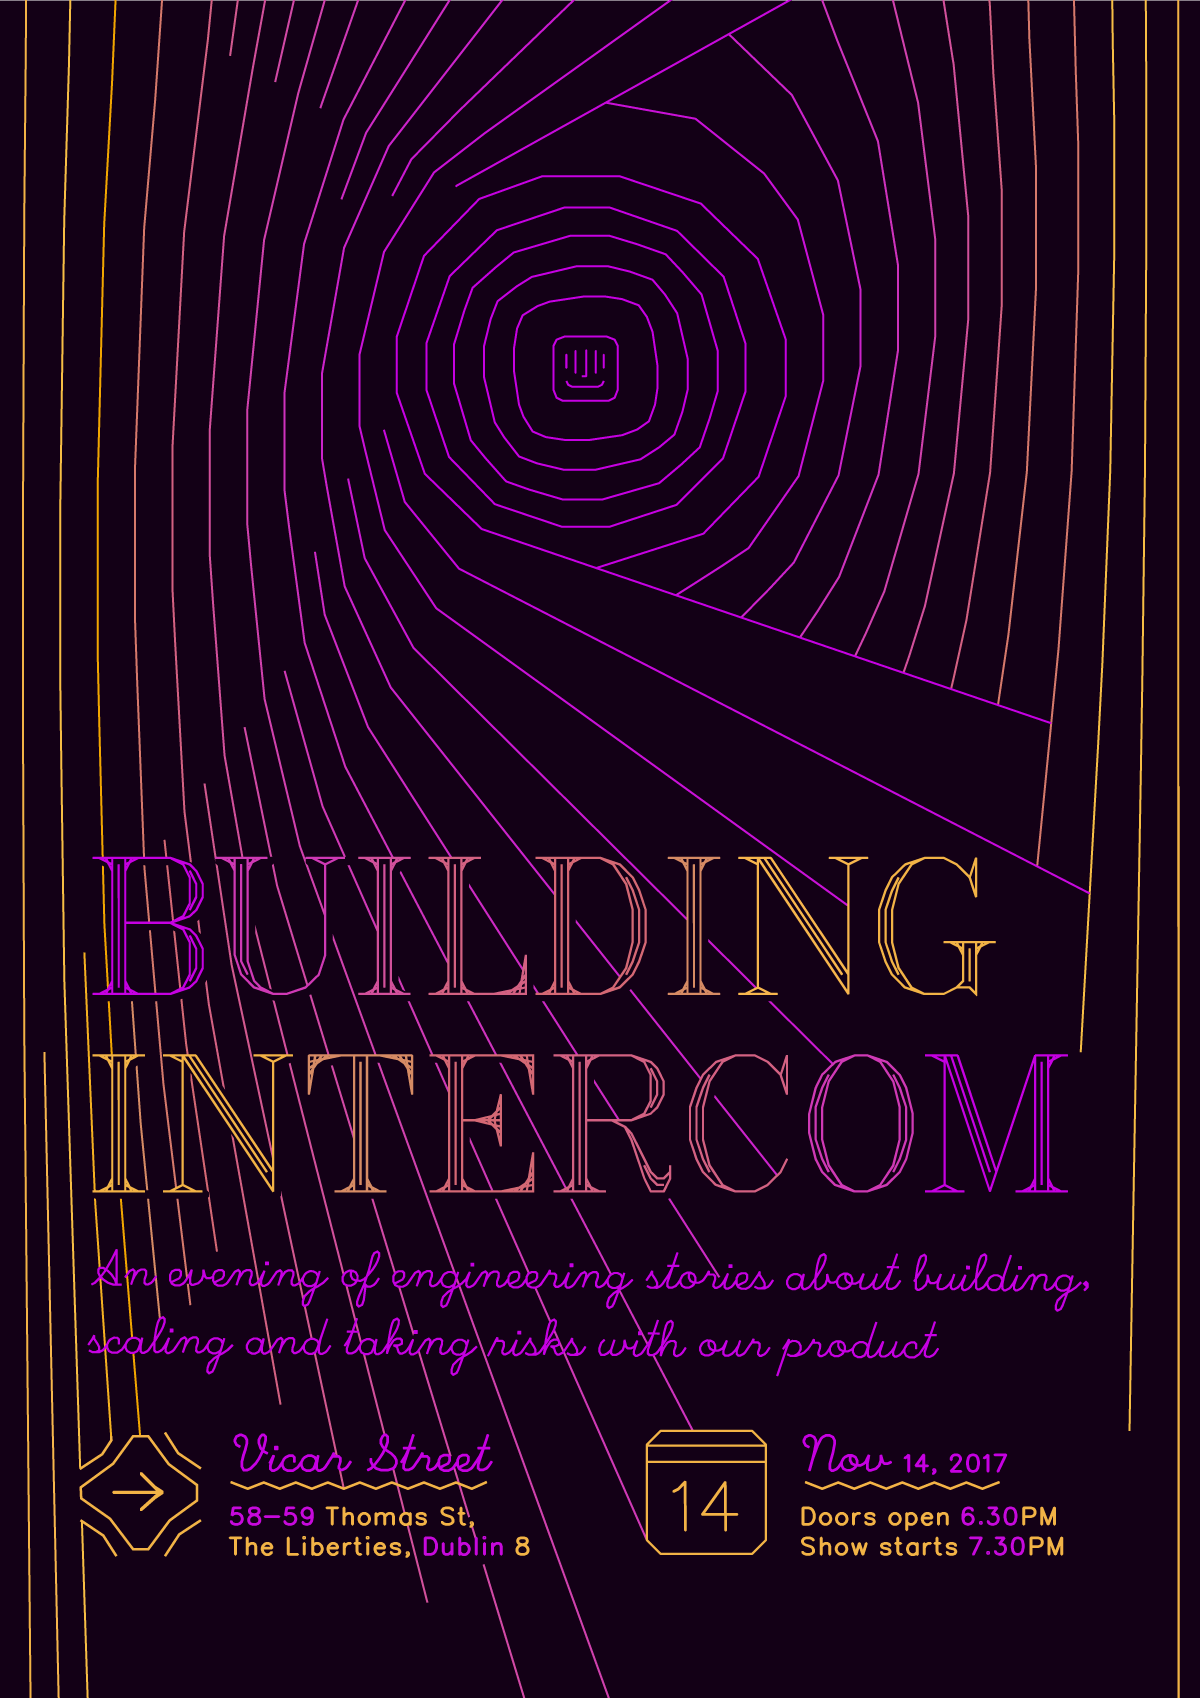 BUILDING
INTERCOM
An evening of engineering stories about building,
scaling and taking risks with our product
Vicar Street
58–59 Thomas St,
The Liberties, Dublin 8
14
Nov 14, 2017
Doors open 6.30PM
Show starts 7.30PM